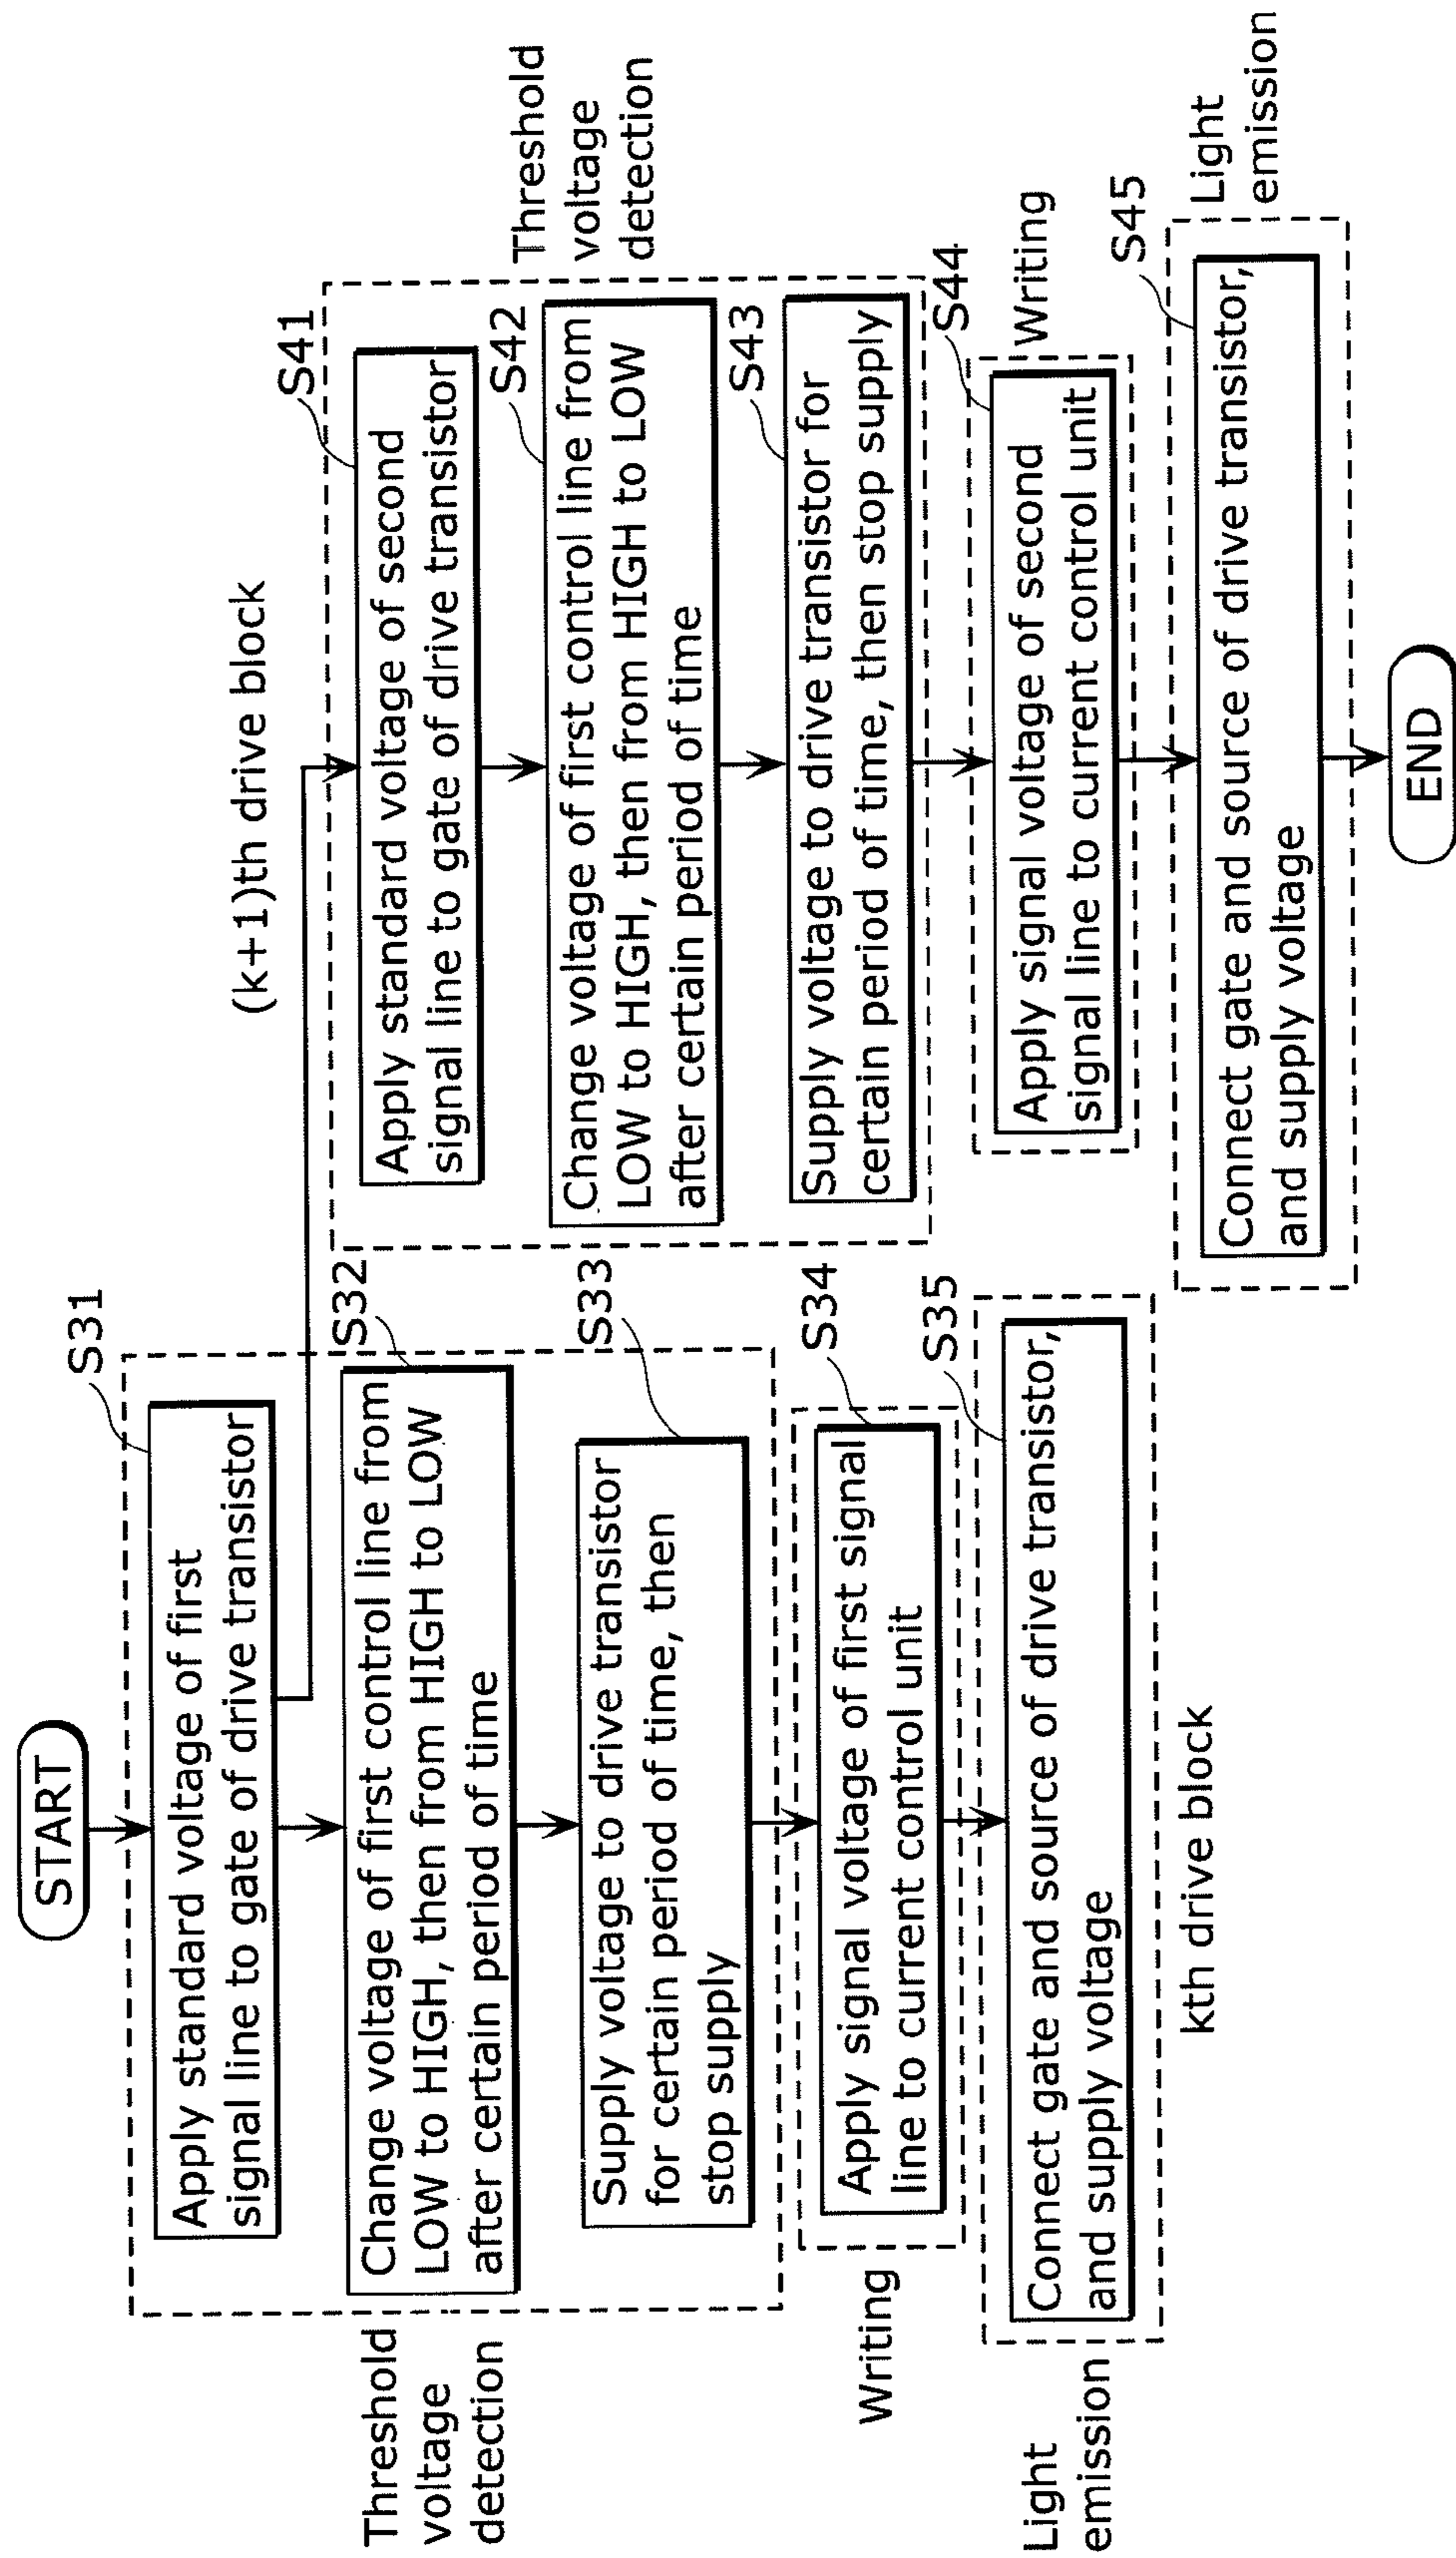 START
S31
Apply standard voltage of first
signal line to gate of drive transistor
S32
Change voltage of first control line from
LOW to HIGH, then from HIGH to LOW
after certain period of time
S33
Supply voltage to drive transistor
for certain period of time, then
stop supply
Threshold
voltage
detection
S34
Apply signal voltage of first signal
line to current control unit
Writing
S35
Connect gate and source of drive transistor,
and supply voltage
Light
emission
kth drive block
(k+1)th drive block
S41
Apply standard voltage of second
signal line to gate of drive transistor
S42
Change voltage of first control line from
LOW to HIGH, then from HIGH to LOW
after certain period of time
S43
Supply voltage to drive transistor for
certain period of time, then stop supply
Threshold
voltage
detection
S44
Apply signal voltage of second
signal line to current control unit
Writing
S45
Connect gate and source of drive transistor,
and supply voltage
Light
emission
END